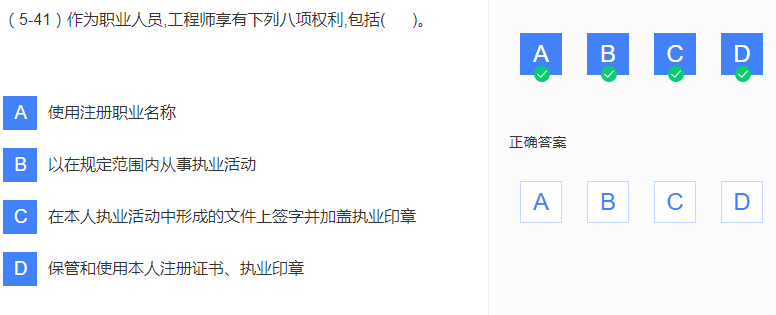 （5-41）作为职业人员,工程师享有下列八项权利,包括(      )。
A 使用注册职业名称
B 以在规定范围内从事执业活动
C 在本人执业活动中形成的文件上签字并加盖执业印章
D 保管和使用本人注册证书、执业印章
A B C D
正确答案
A B C D